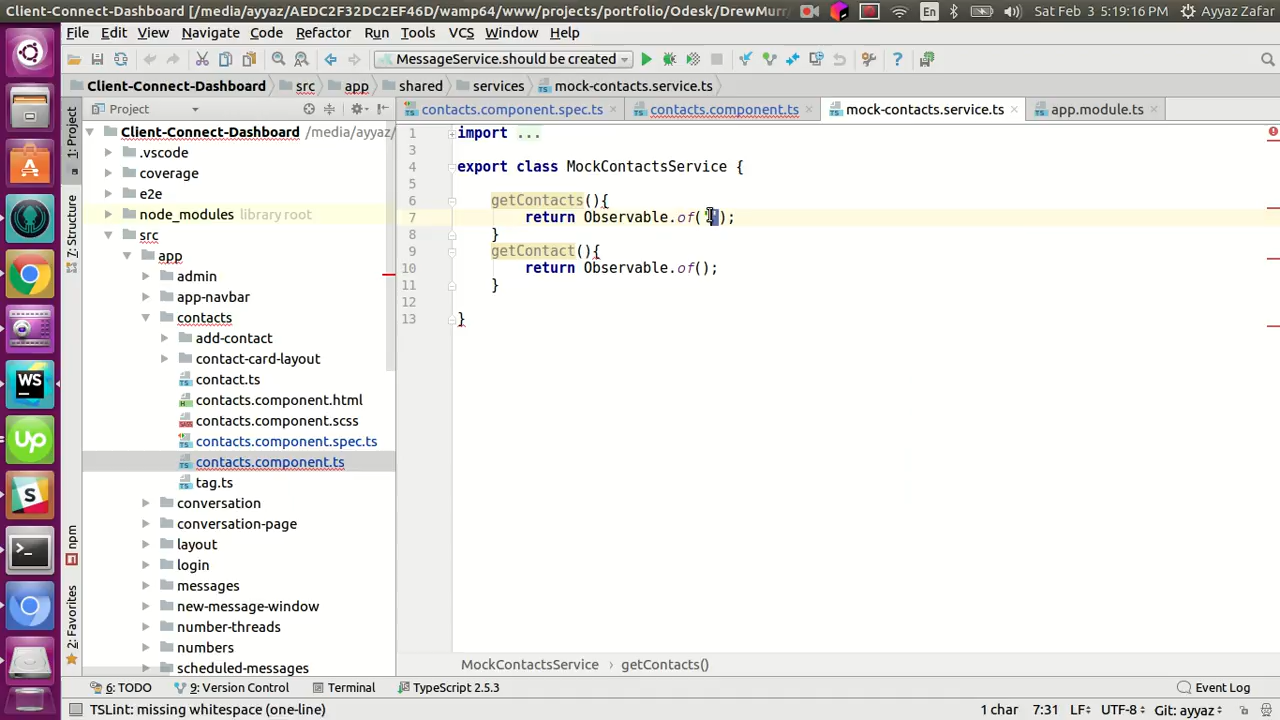 Client-Connect-Dashboard [/media/ayyaz/AEDC2F32DC2EF46D/wamp64/www/projects/portfolio/Odesk/DrewMurr
En
Sat Feb 3 5:19:16 PM
Ayyaz Zafar
File Edit View Navigate Code Refactor Run Tools VCS Window Help
MessageService.should be created
Client-Connect-Dashboard src app shared services mock-contacts.service.ts
Project
contacts.component.spec.ts
contacts.component.ts
mock-contacts.service.ts
app.module.ts
1: Project
7: Structure
npm
2: Favorites
Client-Connect-Dashboard /media/ayyaz/
.vscode
coverage
e2e
node_modules library root
src
app
admin
app-navbar
contacts
add-contact
contact-card-layout
contact.ts
contacts.component.html
contacts.component.scss
contacts.component.spec.ts
contacts.component.ts
tag.ts
conversation
conversation-page
layout
login
messages
new-message-window
number-threads
numbers
scheduled-messages
1 import ...
3
4 export class MockContactsService {
5
6 getContacts(){
7 return Observable.of('');
8 }
9 getContact(){
10 return Observable.of();
11 }
12
13 }
MockContactsService › getContacts()
6: TODO
9: Version Control
Terminal
TypeScript 2.5.3
Event Log
TSLint: missing whitespace (one-line)
1 char 7:31 LF÷ UTF-8÷ Git: ayyaz÷